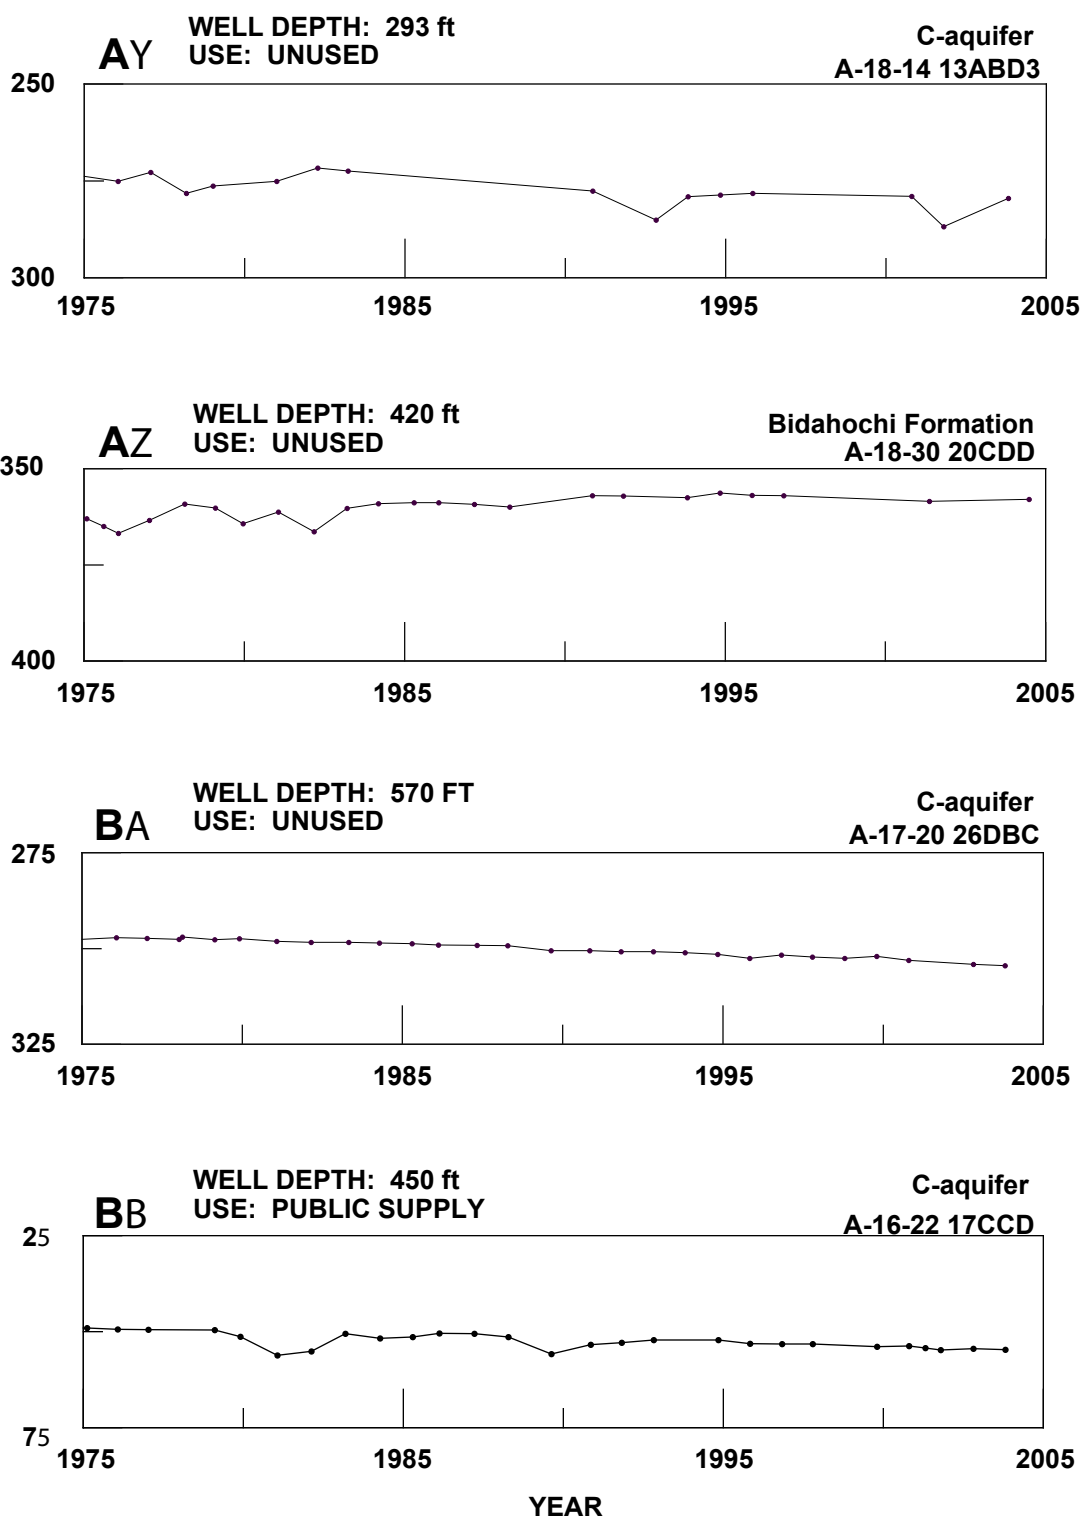 WELL DEPTH: 293 ft
AY USE: UNUSED
C-aquifer
A-18-14 13ABD3
250
300
1975 1985 1995 2005
WELL DEPTH: 420 ft
AZ USE: UNUSED
Bidahochi Formation
A-18-30 20CDD
350
400
1975 1985 1995 2005
WELL DEPTH: 570 FT
BA USE: UNUSED
C-aquifer
A-17-20 26DBC
275
325
1975 1985 1995 2005
WELL DEPTH: 450 ft
BB USE: PUBLIC SUPPLY
C-aquifer
A-16-22 17CCD
25
75
1975 1985 1995 2005
YEAR